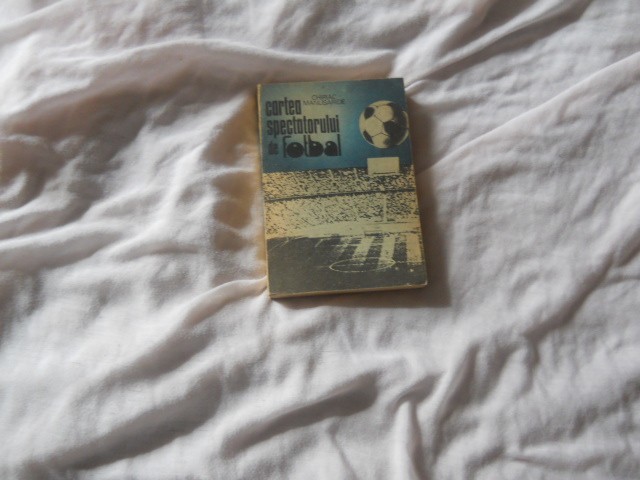 cartea
spectatorului
de fotbal